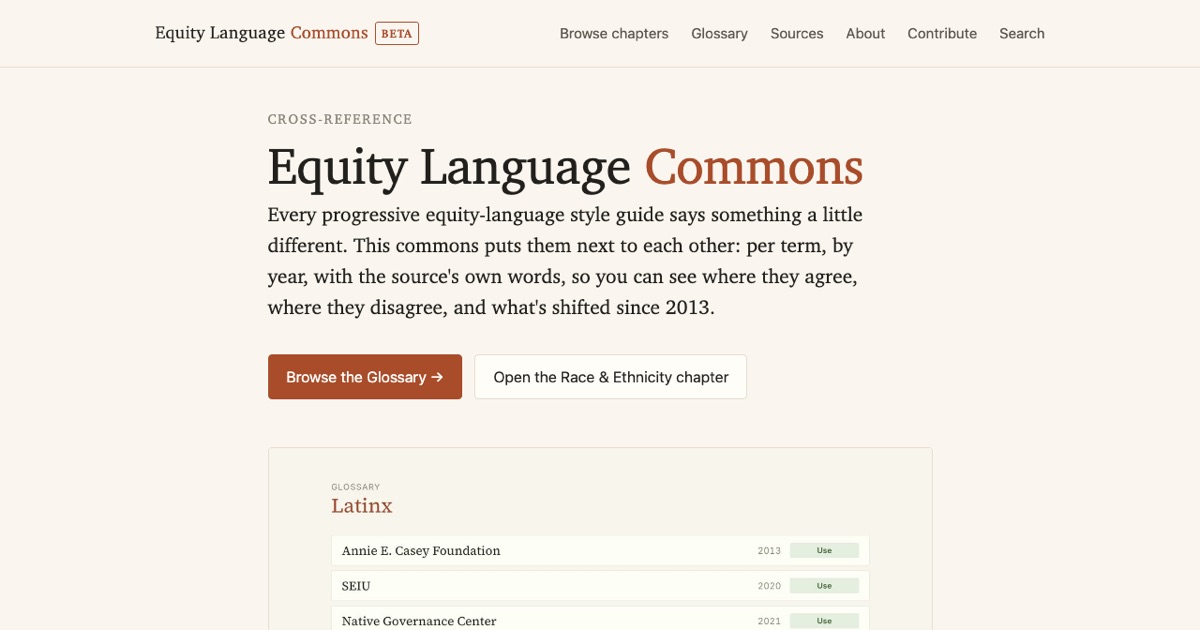 Equity Language Commons BETA
Browse chapters Glossary Sources About Contribute Search
CROSS-REFERENCE
Equity Language Commons
Every progressive equity-language style guide says something a little
different. This commons puts them next to each other: per term, by
year, with the source's own words, so you can see where they agree,
where they disagree, and what's shifted since 2013.
Browse the Glossary →
Open the Race & Ethnicity chapter
GLOSSARY
Latinx
Annie E. Casey Foundation 2013 Use
SEIU 2020 Use
Native Governance Center 2021 Use